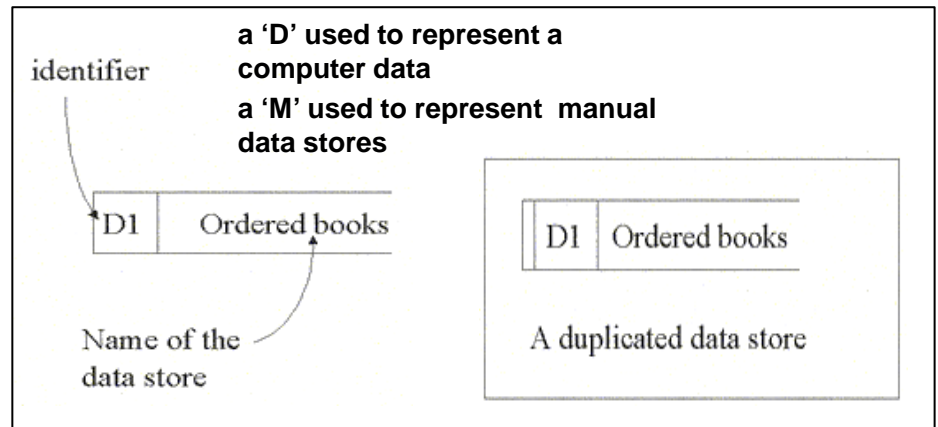 a ‘D’ used to represent a
computer data
a ‘M’ used to represent  manual
data stores
identifier
D1
Ordered books
Name of the
data store
D1
Ordered books
A duplicated data store